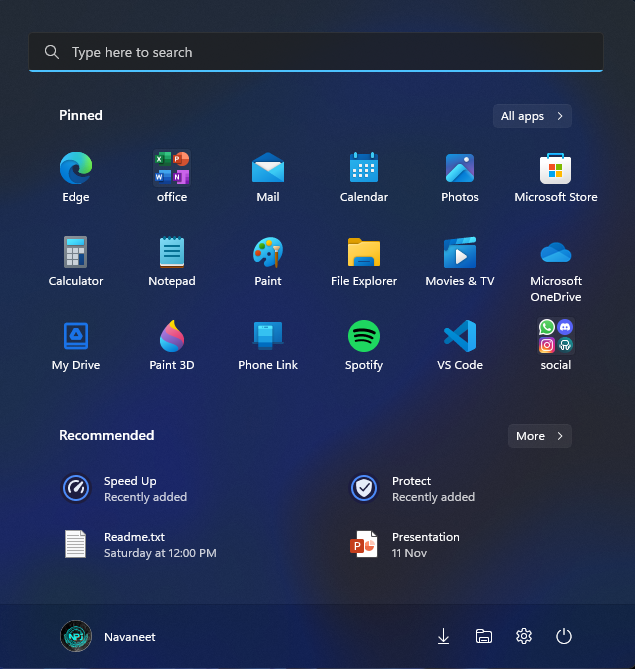 Type here to search
Pinned
All apps
Edge
office
Mail
Calendar
Photos
Microsoft Store
Calculator
Notepad
Paint
File Explorer
Movies & TV
Microsoft
OneDrive
My Drive
Paint 3D
Phone Link
Spotify
VS Code
social
Recommended
More
Speed Up
Recently added
Protect
Recently added
Readme.txt
Saturday at 12:00 PM
Presentation
11 Nov
Navaneet